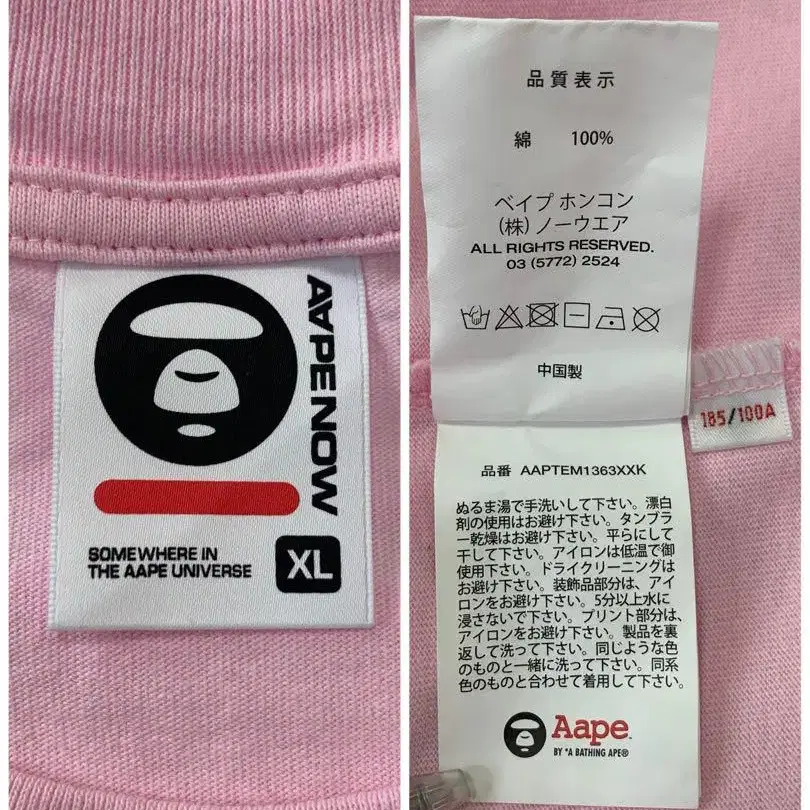 AAPE NOW
SOMEWHERE IN
THE AAPE UNIVERSE
XL
品質表示
綿 100%
ベイプ ホンコン
(株) ノーウエア
ALL RIGHTS RESERVED.
03 (5772) 2524
中国製
185/100A
品番 AAPTEM1363XXK
ぬるま湯で手洗いして下さい。漂白
剤の使用はお避け下さい。タンブラ
ー乾燥はお避け下さい。平らにして
干して下さい。アイロンは低温で御
使用下さい。ドライクリーニングは
お避け下さい。装飾品部分は、アイ
ロンをお避け下さい。5分以上水に
浸さないで下さい。プリント部分は、
アイロンをお避け下さい。製品を裏
返して洗って下さい。同じような色
のものと一緒に洗って下さい。同系
色のものと合わせて着用して下さい。
Aape
BY *A BATHING APE®